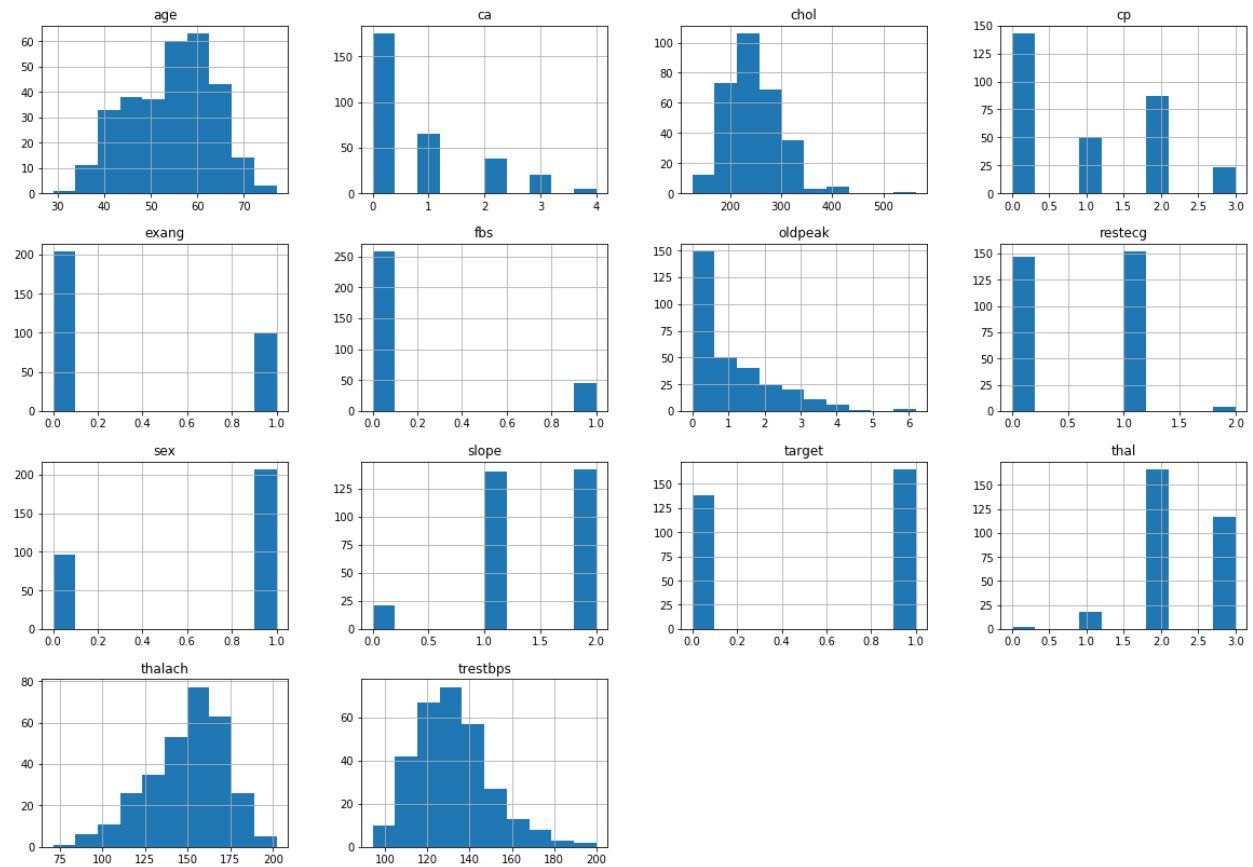 age
60
50
40
30
20
10
0
30 40 50 60 70
ca
150
100
50
0
0 1 2 3 4
chol
100
80
60
40
20
0
200 300 400 500
cp
150
125
100
75
50
25
0
0.0 0.5 1.0 1.5 2.0 2.5 3.0
exang
200
150
100
50
0
0.0 0.2 0.4 0.6 0.8 1.0
fbs
250
200
150
100
50
0
0.0 0.2 0.4 0.6 0.8 1.0
oldpeak
150
125
100
75
50
25
0
0 1 2 3 4 5 6
restecg
150
125
100
75
50
25
0
0.0 0.5 1.0 1.5 2.0
sex
200
150
100
50
0
0.0 0.2 0.4 0.6 0.8 1.0
slope
125
100
75
50
25
0
0.0 0.5 1.0 1.5 2.0
target
150
125
100
75
50
25
0
0.0 0.2 0.4 0.6 0.8 1.0
thal
150
125
100
75
50
25
0
0.0 0.5 1.0 1.5 2.0 2.5 3.0
thalach
80
60
40
20
0
75 100 125 150 175 200
trestbps
60
40
20
0
100 120 140 160 180 200